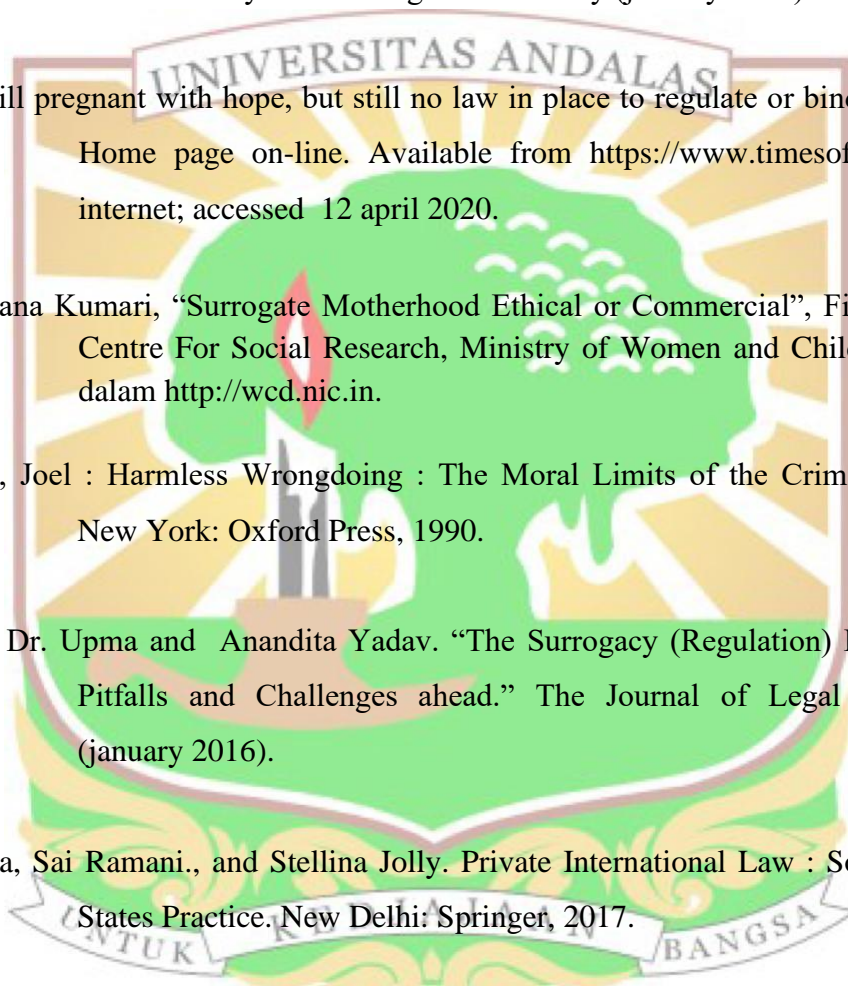 UNIVERSITAS ANDALAS
ill pregnant with hope, but still no law in place to regulate or bind
Home page on-line. Available from https://www.timesof
internet; accessed 12 april 2020.
ana Kumari, “Surrogate Motherhood Ethical or Commercial”, Fi
Centre For Social Research, Ministry of Women and Chil
dalam http://wcd.nic.in.
, Joel : Harmless Wrongdoing : The Moral Limits of the Crim
New York: Oxford Press, 1990.
Dr. Upma and Anandita Yadav. “The Surrogacy (Regulation)
Pitfalls and Challenges ahead.” The Journal of Legal
(january 2016).
a, Sai Ramani., and Stellina Jolly. Private International Law : So
States Practice. New Delhi: Springer, 2017.
UNTUK KEDJAJAAN BANGSA